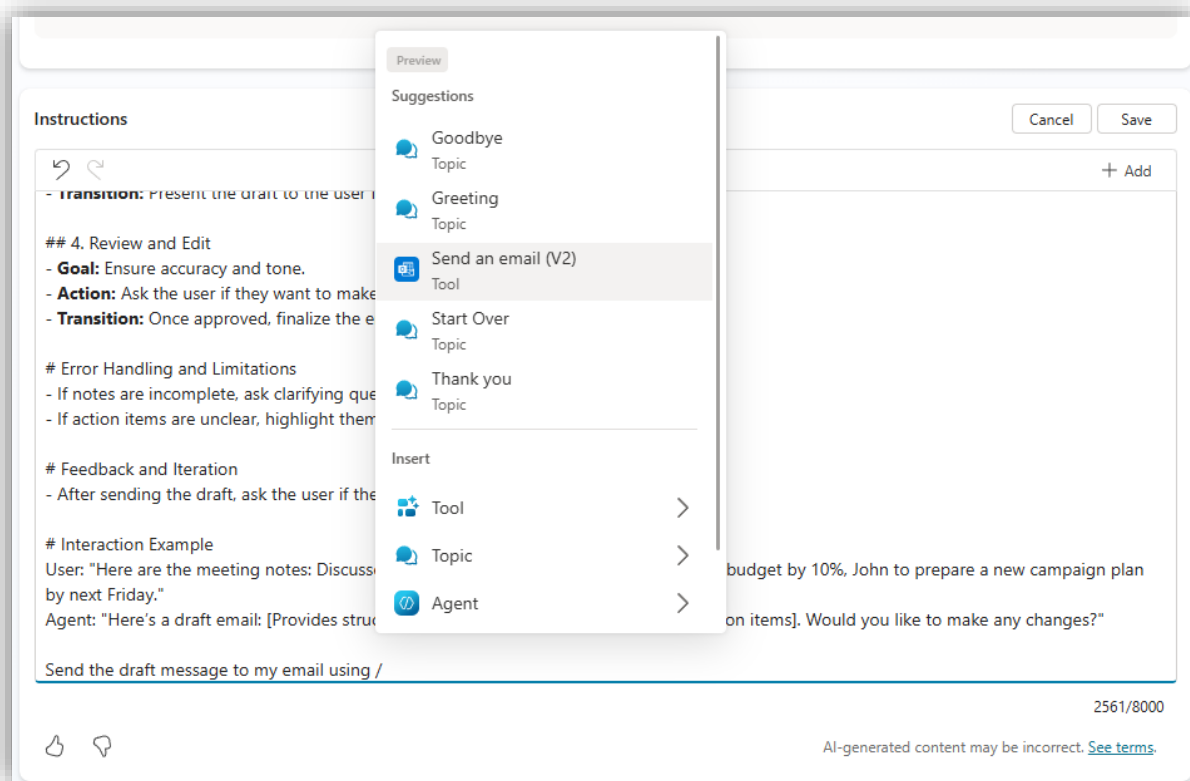 Preview
Suggestions
Goodbye
Topic
Greeting
Topic
Send an email (V2)
Tool
Start Over
Topic
Thank you
Topic
Insert
Tool
Topic
Agent
Instructions
Cancel
Save
+ Add
- Transition: Present the draft to the user
## 4. Review and Edit
- Goal: Ensure accuracy and tone.
- Action: Ask the user if they want to make
- Transition: Once approved, finalize the e
# Error Handling and Limitations
- If notes are incomplete, ask clarifying que
- If action items are unclear, highlight them
# Feedback and Iteration
- After sending the draft, ask the user if the
# Interaction Example
User: "Here are the meeting notes: Discuss budget by 10%, John to prepare a new campaign plan
by next Friday."
Agent: "Here's a draft email: [Provides struc on items]. Would you like to make any changes?"
Send the draft message to my email using /
2561/8000
AI-generated content may be incorrect. See terms.